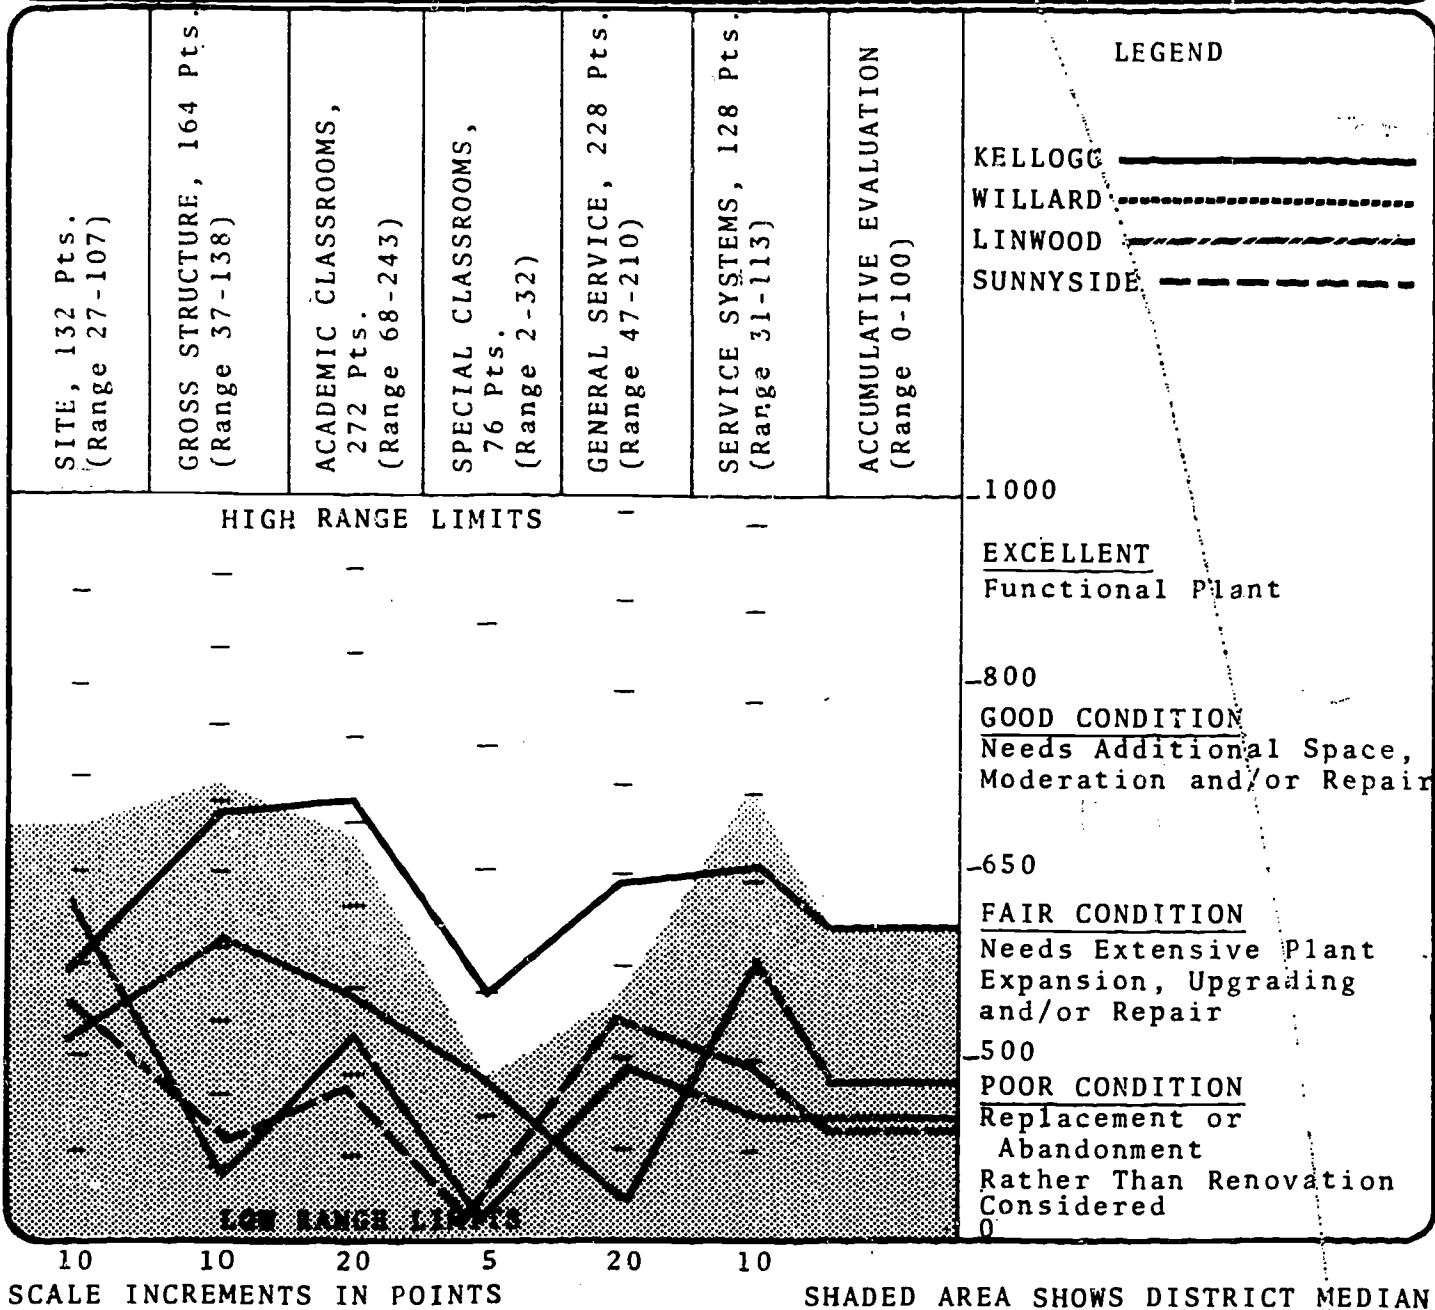 SITE, 132 Pts.
(Range 27-107)
GROSS STRUCTURE, 164 Pts.
(Range 37-138)
ACADEMIC CLASSROOMS,
272 Pts.
(Range 68-243)
SPECIAL CLASSROOMS,
76 Pts.
(Range 2-32)
GENERAL SERVICE, 228 Pts.
(Range 47-210)
SERVICE SYSTEMS, 128 Pts.
(Range 31-113)
ACCUMULATIVE EVALUATION
(Range 0-100)
LEGEND
KELLOGG
WILLARD
LINWOOD
SUNNYSIDE
HIGH RANGE LIMITS
1000
EXCELLENT
Functional Plant
800
GOOD CONDITION
Needs Additional Space,
Moderation and/or Repair
650
FAIR CONDITION
Needs Extensive Plant
Expansion, Upgrading
and/or Repair
500
POOR CONDITION
Replacement or
Abandonment
Rather Than Renovation
Considered
0
LOW RANGE LIMITS
10 10 20 5 20 10
SCALE INCREMENTS IN POINTS
SHADED AREA SHOWS DISTRICT MEDIAN